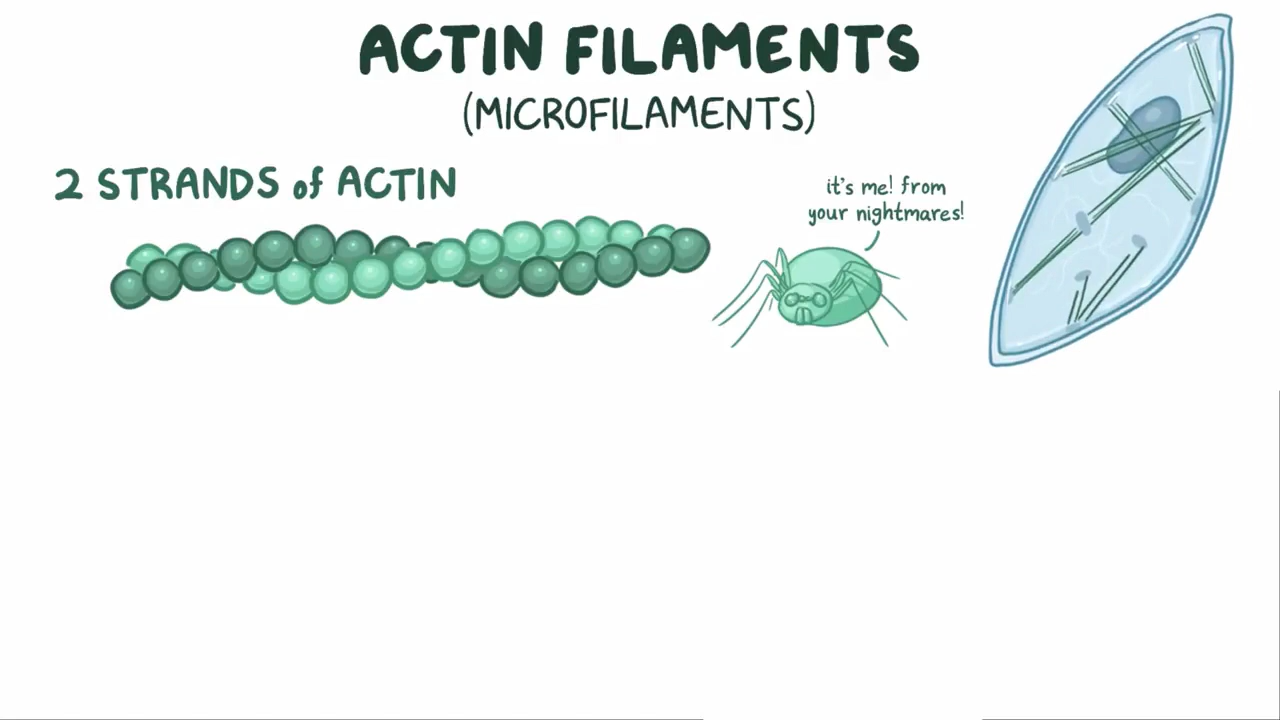 ACTIN FILAMENTS
(MICROFILAMENTS)
2 STRANDS of ACTIN
it's me! from
your nightmares!